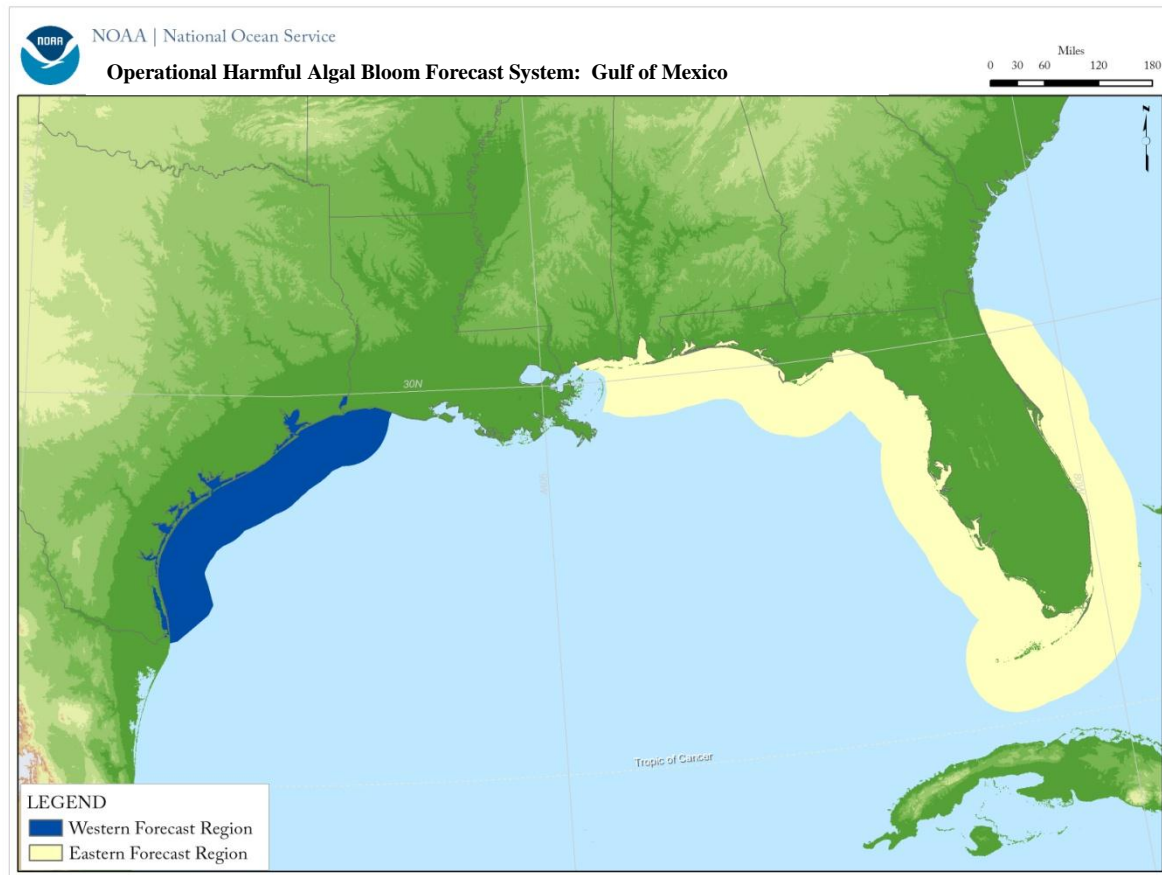 NOAA
NOAA | National Ocean Service
Operational Harmful Algal Bloom Forecast System: Gulf of Mexico
Miles
0 30 60 120 180
N
30N
Tropic of Cancer
LEGEND
Western Forecast Region
Eastern Forecast Region